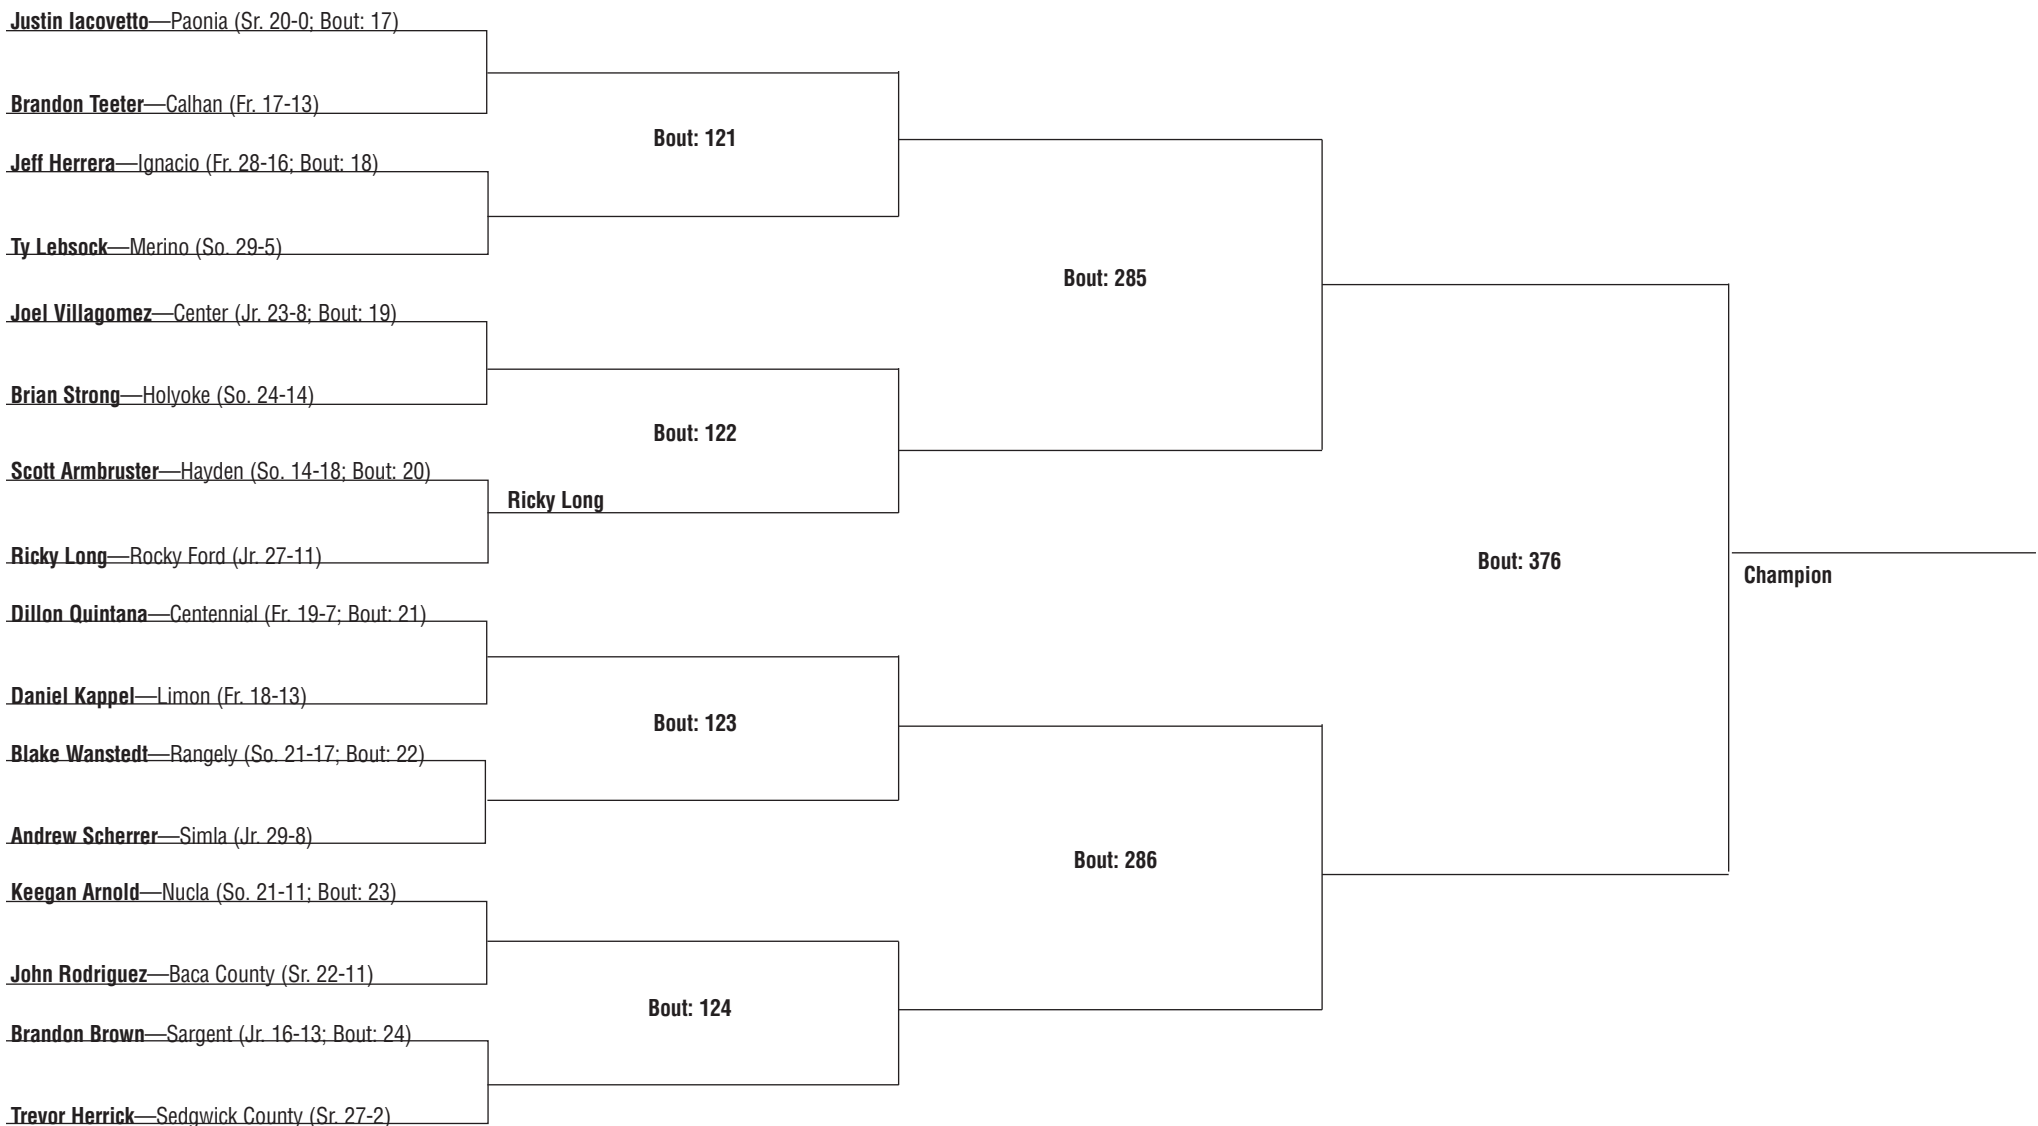 Justin Iacovetto—Paonia (Sr. 20-0; Bout: 17)
Brandon Teeter—Calhan (Fr. 17-13)
Bout: 121
Jeff Herrera—Ignacio (Fr. 28-16; Bout: 18)
Ty Lebsock—Merino (So. 29-5)
Bout: 285
Joel Villagomez—Center (Jr. 23-8; Bout: 19)
Brian Strong—Holyoke (So. 24-14)
Bout: 122
Scott Armbruster—Hayden (So. 14-18; Bout: 20)
Ricky Long
Ricky Long—Rocky Ford (Jr. 27-11)
Bout: 376
Champion
Dillon Quintana—Centennial (Fr. 19-7; Bout: 21)
Daniel Kappel—Limon (Fr. 18-13)
Bout: 123
Blake Wanstedt—Rangely (So. 21-17; Bout: 22)
Andrew Scherrer—Simla (Jr. 29-8)
Bout: 286
Keegan Arnold—Nucla (So. 21-11; Bout: 23)
John Rodriguez—Baca County (Sr. 22-11)
Bout: 124
Brandon Brown—Sargent (Jr. 16-13; Bout: 24)
Trevor Herrick—Sedgwick County (Sr. 27-2)